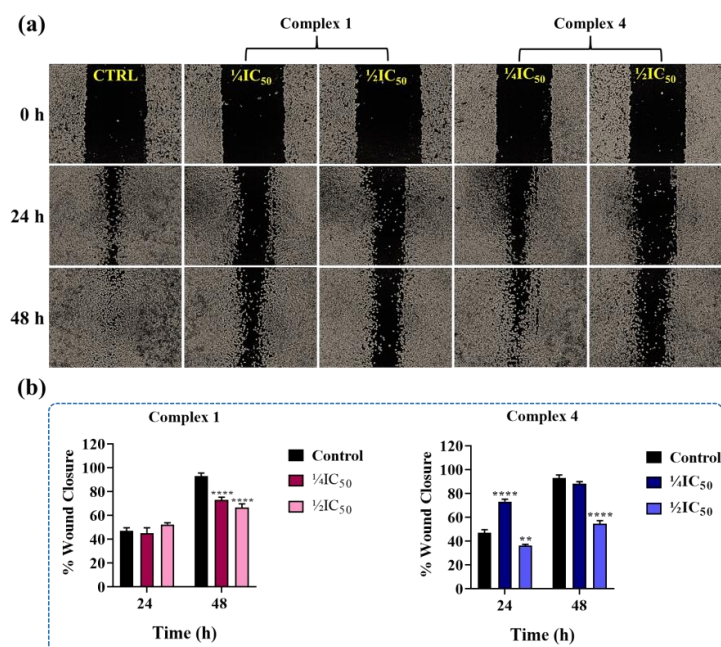 (a)
Complex 1
Complex 4
CTRL
¼IC₅₀
½IC₅₀
¼IC₅₀
½IC₅₀
0 h
24 h
48 h
(b)
Complex 1
% Wound Closure
120
100
80
60
40
20
0
****
****
24
48
Time (h)
Control
¼IC₅₀
½IC₅₀
Complex 4
% Wound Closure
120
100
80
60
40
20
0
****
**
****
24
48
Time (h)
Control
¼IC₅₀
½IC₅₀